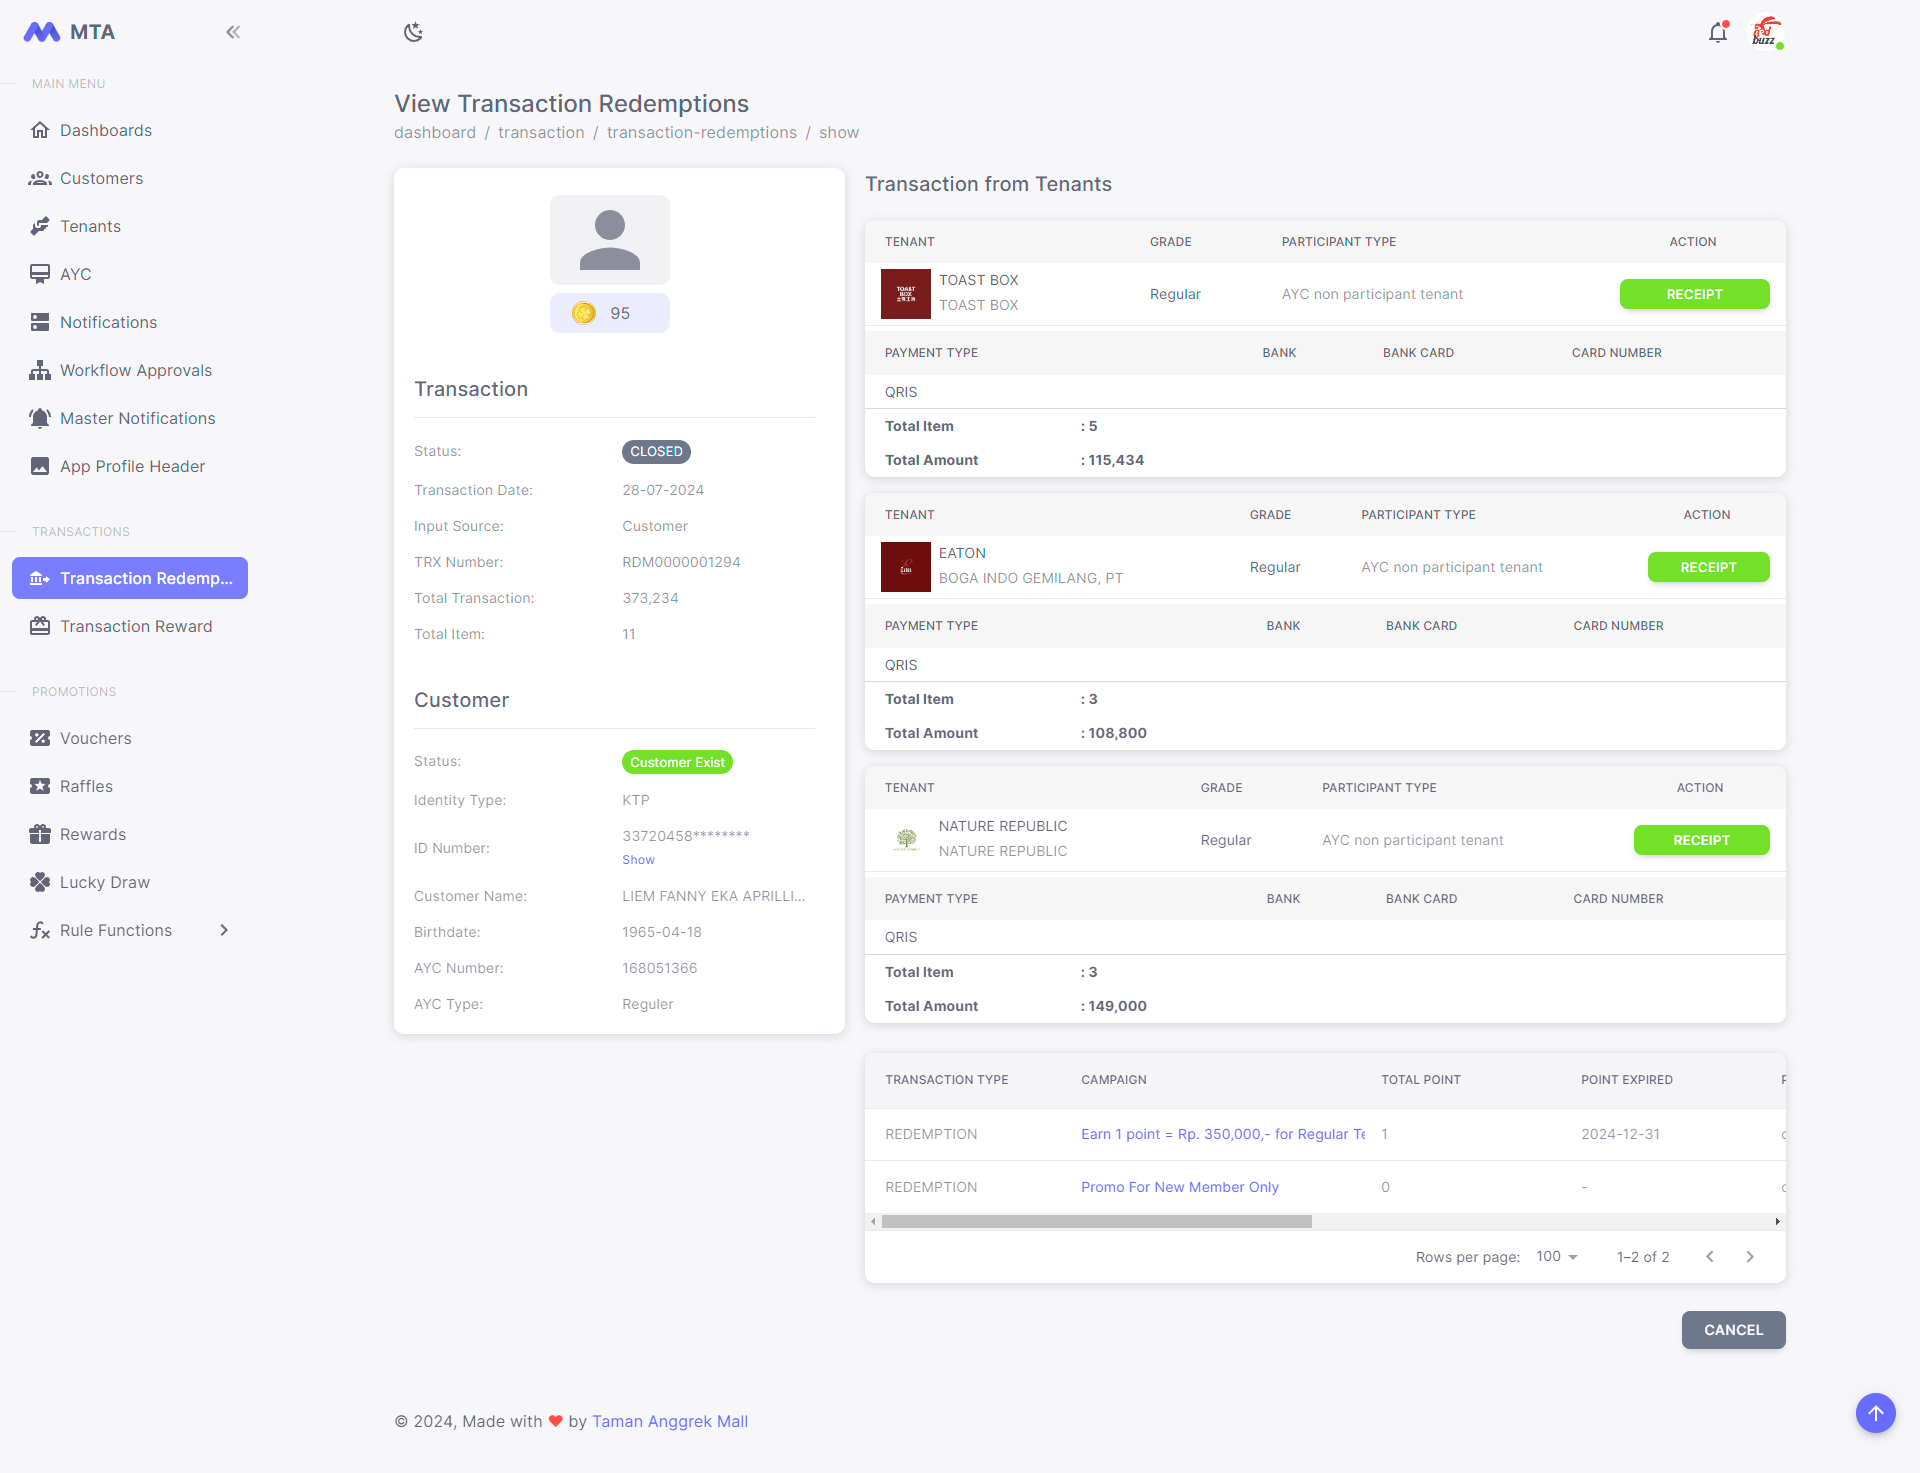 MTA
MAIN MENU
Dashboards
Customers
Tenants
AYC
Notifications
Workflow Approvals
Master Notifications
App Profile Header
TRANSACTIONS
Transaction Redemp...
Transaction Reward
PROMOTIONS
Vouchers
Raffles
Rewards
Lucky Draw
Rule Functions
buzz
View Transaction Redemptions
dashboard / transaction / transaction-redemptions / show
95
Transaction
Status: CLOSED
Transaction Date: 28-07-2024
Input Source: Customer
TRX Number: RDM0000001294
Total Transaction: 373,234
Total Item: 11
Customer
Status: Customer Exist
Identity Type: KTP
ID Number: 33720458********
Show
Customer Name: LIEM FANNY EKA APRILLI...
Birthdate: 1965-04-18
AYC Number: 168051366
AYC Type: Reguler
Transaction from Tenants
TENANT GRADE PARTICIPANT TYPE ACTION
TOAST BOX
TOAST BOX
TOAST BOX Regular AYC non participant tenant RECEIPT
PAYMENT TYPE BANK BANK CARD CARD NUMBER
QRIS
Total Item : 5
Total Amount : 115,434
TENANT GRADE PARTICIPANT TYPE ACTION
EATON
BOGA INDO GEMILANG, PT Regular AYC non participant tenant RECEIPT
PAYMENT TYPE BANK BANK CARD CARD NUMBER
QRIS
Total Item : 3
Total Amount : 108,800
TENANT GRADE PARTICIPANT TYPE ACTION
NATURE REPUBLIC
NATURE REPUBLIC Regular AYC non participant tenant RECEIPT
PAYMENT TYPE BANK BANK CARD CARD NUMBER
QRIS
Total Item : 3
Total Amount : 149,000
TRANSACTION TYPE CAMPAIGN TOTAL POINT POINT EXPIRED
REDEMPTION Earn 1 point = Rp. 350,000,- for Regular Te 1 2024-12-31
REDEMPTION Promo For New Member Only 0 -
Rows per page: 100 1–2 of 2
CANCEL
© 2024, Made with ❤ by Taman Anggrek Mall